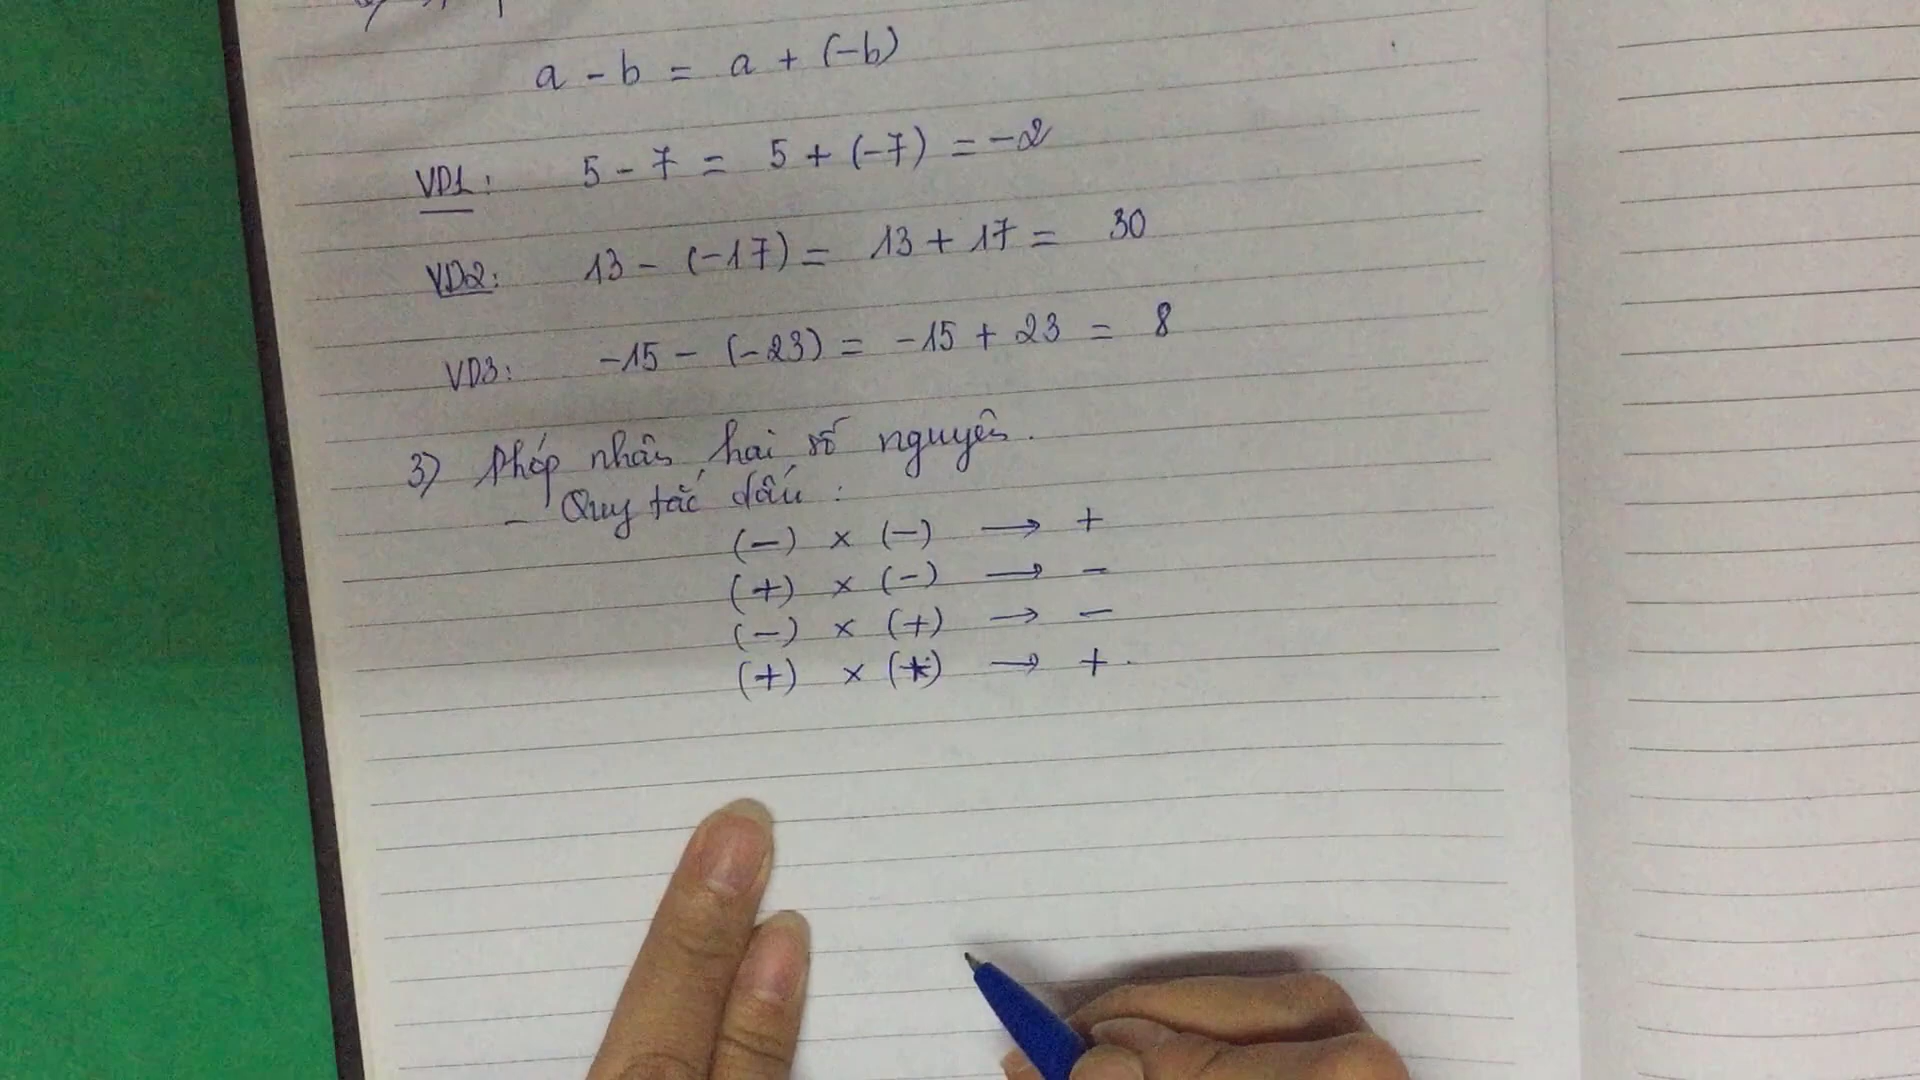 a - b = a + (-b)
VD1: 5 - 7 = 5 + (-7) = -2
VD2: 13 - (-17) = 13 + 17 = 30
VD3: -15 - (-23) = -15 + 23 = 8
3) Phép nhân hai số nguyên.
- Quy tắc dấu :
(-) × (-) → +
(+) × (-) → -
(-) × (+) → -
(+) × (+) → + .